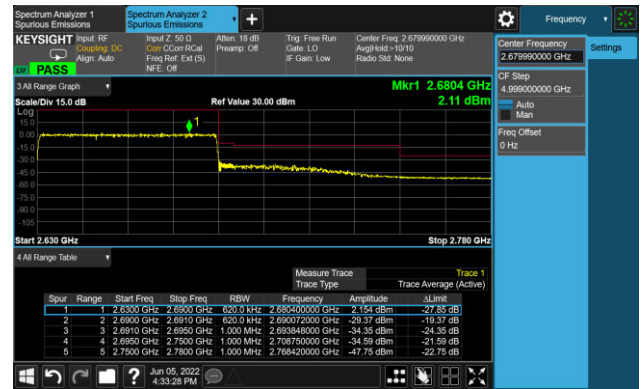 Spectrum Analyzer 1
Spurious Emissions
Spectrum Analyzer 2
Spurious Emissions
+
Frequency
KEYSIGHT
Input: RF
Coupling: DC
Align: Auto
Input Z: 50 Ω
Corr CCorr RCal
Freq Ref: Ext (S)
NFE: Off
Atten: 18 dB
Preamp: Off
Trig: Free Run
Gate: LO
IF Gain: Low
Center Freq: 2.679990000 GHz
Avg|Hold:>10/10
Radio Std: None
LXI PASS
Center Frequency
2.679990000 GHz
Settings
CF Step
4.999000000 GHz
Auto
Man
Freq Offset
0 Hz
3 All Range Graph
Mkr1 2.6804 GHz
2.11 dBm
Scale/Div 15.0 dB
Ref Value 30.00 dBm
Log
15.0
0.00
-15.0
-30.0
-45.0
-60.0
-75.0
-90.0
-105
1
Start 2.630 GHz
Stop 2.780 GHz
4 All Range Table
Measure Trace Trace 1
Trace Type Trace Average (Active)
Spur Range Start Freq Stop Freq RBW Frequency Amplitude ΔLimit
1 1 2.6300 GHz 2.6900 GHz 620.0 kHz 2.680400000 GHz 2.154 dBm -27.85 dB
2 2 2.6900 GHz 2.6910 GHz 620.0 kHz 2.690072000 GHz -29.37 dBm -19.37 dB
3 3 2.6910 GHz 2.6950 GHz 1.000 MHz 2.693848000 GHz -34.35 dBm -24.35 dB
4 4 2.6950 GHz 2.7500 GHz 1.000 MHz 2.708750000 GHz -34.59 dBm -21.59 dB
5 5 2.7500 GHz 2.7800 GHz 1.000 MHz 2.768420000 GHz -47.75 dBm -22.75 dB
?
Jun 05, 2022
4:33:28 PM